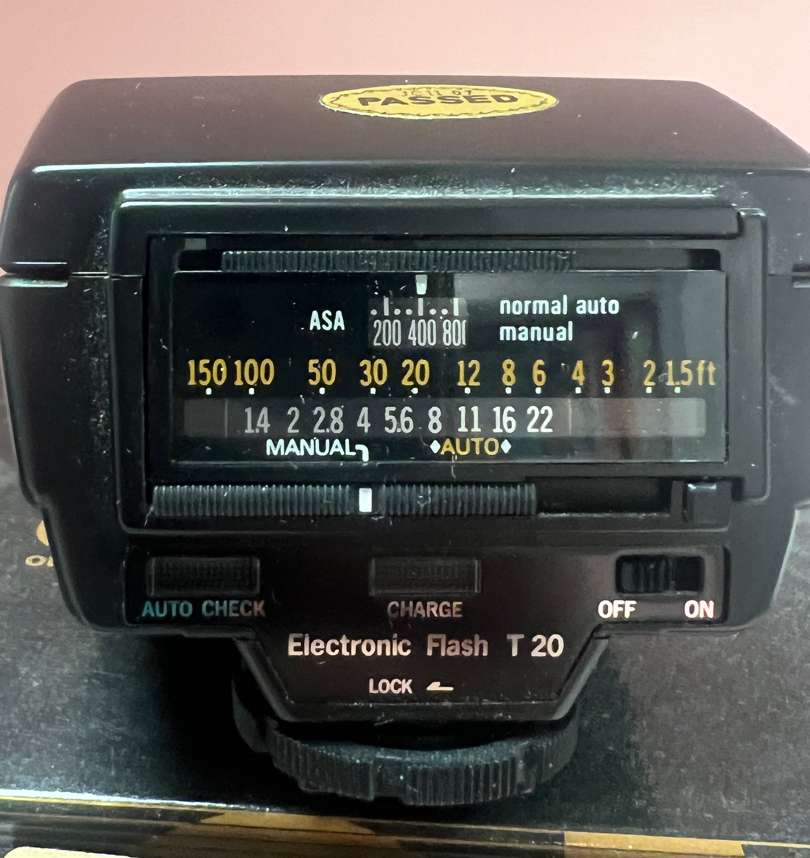 PASSED
ASA 200 400 800 normal auto
manual
150 100 50 30 20 12 8 6 4 3 2 1.5ft
1.4 2 2.8 4 5.6 8 11 16 22
MANUAL ♦AUTO♦
AUTO CHECK CHARGE OFF ON
Electronic Flash T 20
LOCK